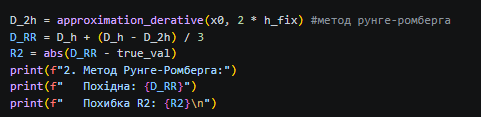 D_2h = approximation_derative(x0, 2 * h_fix) #метод рунге-ромберга
D_RR = D_h + (D_h - D_2h) / 3
R2 = abs(D_RR - true_val)
print(f"2. Метод Рунге-Ромберга:")
print(f"   Похідна: {D_RR}")
print(f"   Похибка R2: {R2}\n")